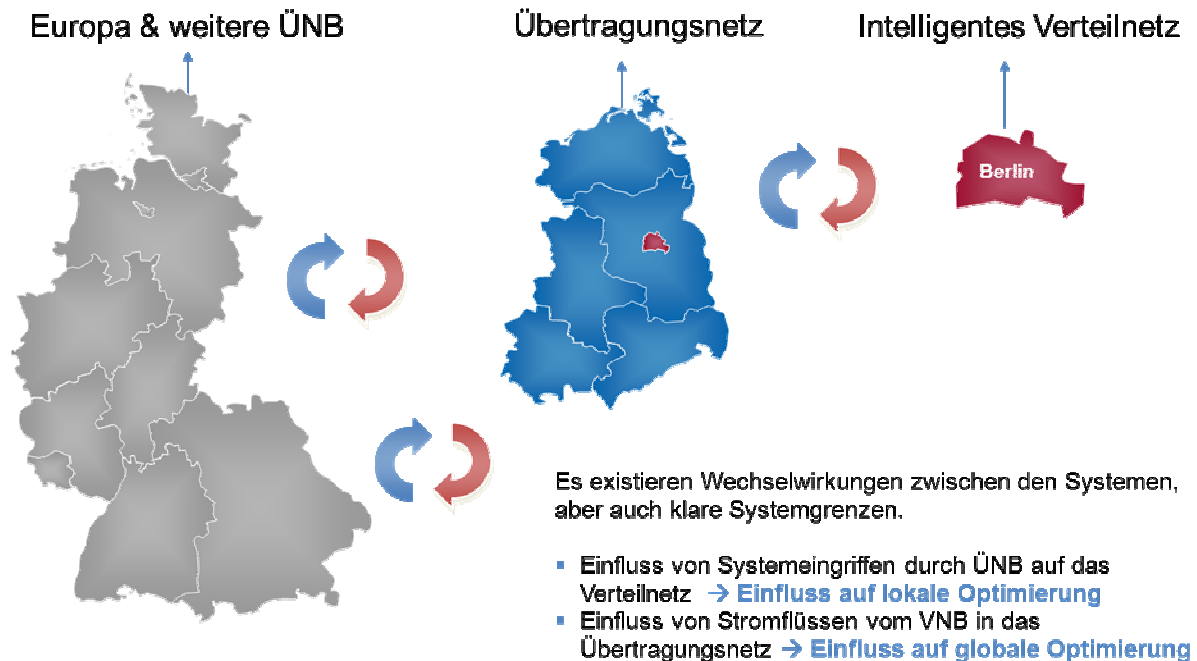 Europa & weitere ÜNB
Übertragungsnetz
Intelligentes Verteilnetz
Berlin
Es existieren Wechselwirkungen zwischen den Systemen,
aber auch klare Systemgrenzen.
▪ Einfluss von Systemeingriffen durch ÜNB auf das
Verteilnetz → Einfluss auf lokale Optimierung
▪ Einfluss von Stromflüssen vom VNB in das
Übertragungsnetz → Einfluss auf globale Optimierung